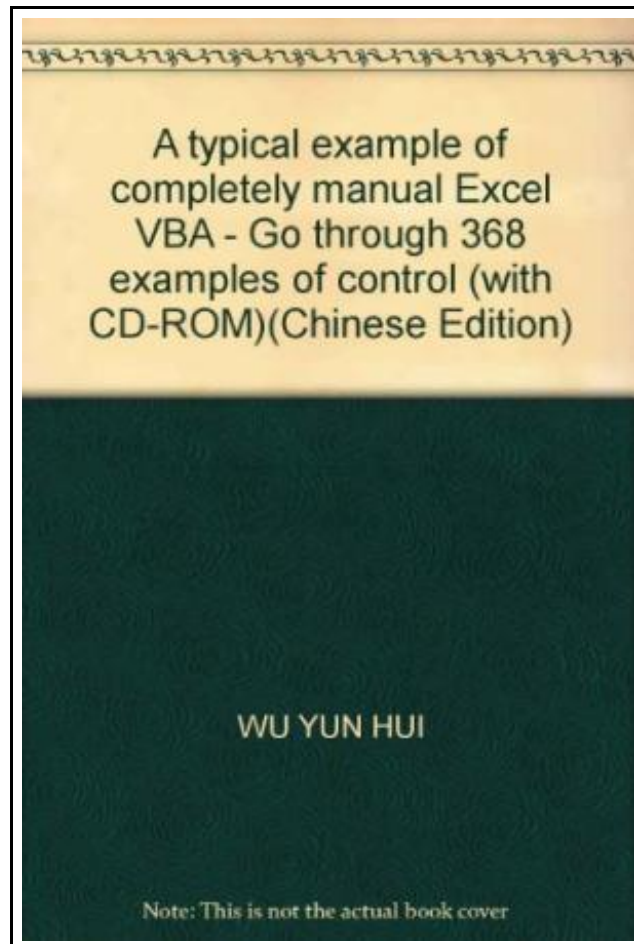 A typical example of
completely manual Excel
VBA - Go through 368
examples of control (with
CD-ROM)(Chinese Edition)
WU YUN HUI
Note: This is not the actual book cover